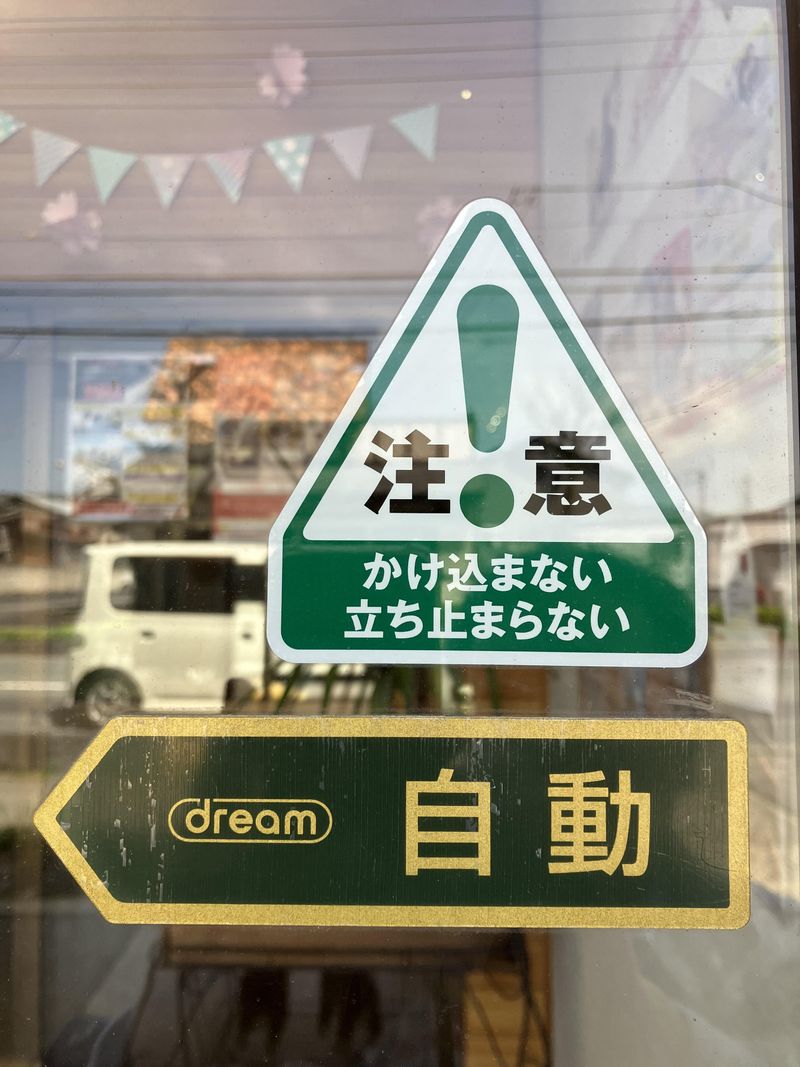 注意
かけ込まない
立ち止まらない
dream 自動